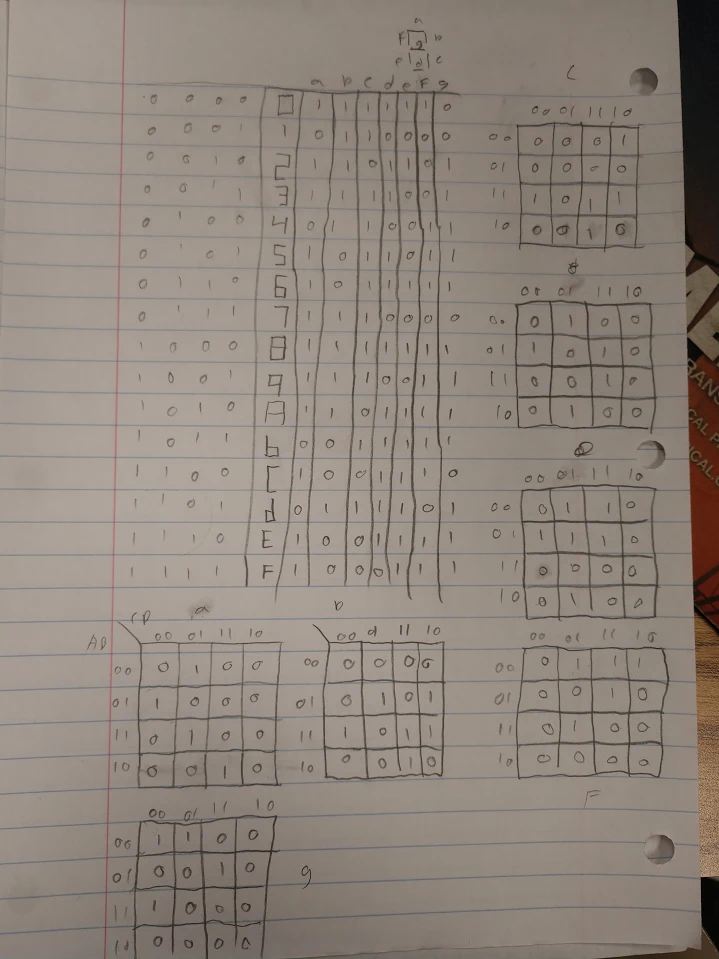 a
F 2 b
e d c
a b c d e F g
0 0 0 0 0 1 1 1 1 1 1 0
0 0 0 1 1 0 1 1 0 0 0 0
0 0 1 0 2 1 1 0 1 1 0 1
0 0 1 1 3 1 1 1 1 0 0 1
0 1 0 0 4 0 1 1 0 0 1 1
0 1 0 1 5 1 0 1 1 0 1 1
0 1 1 0 6 1 0 1 1 1 1 1
0 1 1 1 7 1 1 1 0 0 0 0
1 0 0 0 8 1 1 1 1 1 1 1
1 0 0 1 9 1 1 1 0 0 1 1
1 0 1 0 A 1 1 0 1 1 1 1
1 0 1 1 b 0 0 1 1 1 1 1
1 1 0 0 C 1 0 0 1 1 1 0
1 1 0 1 d 0 1 1 1 1 0 1
1 1 1 0 E 1 0 0 1 1 1 1
1 1 1 1 F 1 0 0 0 1 1 1
C
00 01 11 10
00 0 0 0 1
01 0 0 0 0
11 1 0 1 1
10 0 0 1 0
d
00 01 11 10
00 0 1 0 0
01 1 0 1 0
11 0 0 1 0
10 0 1 0 0
00 01 11 10
00 0 1 1 0
01 1 1 1 0
11 0 0 0 0
10 0 1 0 0
CD a
AB 00 01 11 10
00 0 1 0 0
01 1 0 0 0
11 0 1 0 0
10 0 0 1 0
b
00 01 11 10
00 0 0 0 0
01 0 1 0 1
11 1 0 1 1
10 0 0 1 0
00 01 11 10
00 0 1 1 1
01 0 0 1 0
11 0 1 0 0
10 0 0 0 0
F
00 01 11 10
00 1 1 0 0
01 0 0 1 0 g
11 1 0 0 0
10 0 0 0 0